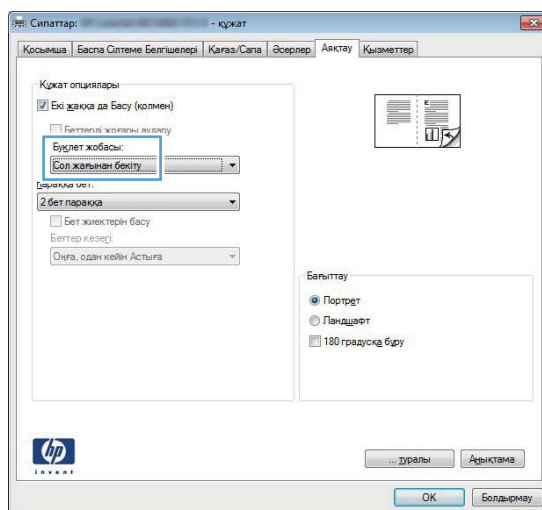 Сипаттар: - құжат
Қосымша Баспа Сілтеме Белгішелері Қағаз/Сапа Әсерлер Аяқтау Қызметтер
Құжат опциялары
Екі жаққа да Басу (қолмен)
Беттерді жоғары аудару
Буклет жобасы:
Сол жағынан бекіту
Параққа бет:
2 бет параққа
Бет жиектерін басу
Беттер кезегі:
Оңға, одан кейін Астыға
Бағыттау
Портрет
Ландшафт
180 градусқа бұру
hp
invent
... туралы Анықтама
OK Болдырмау